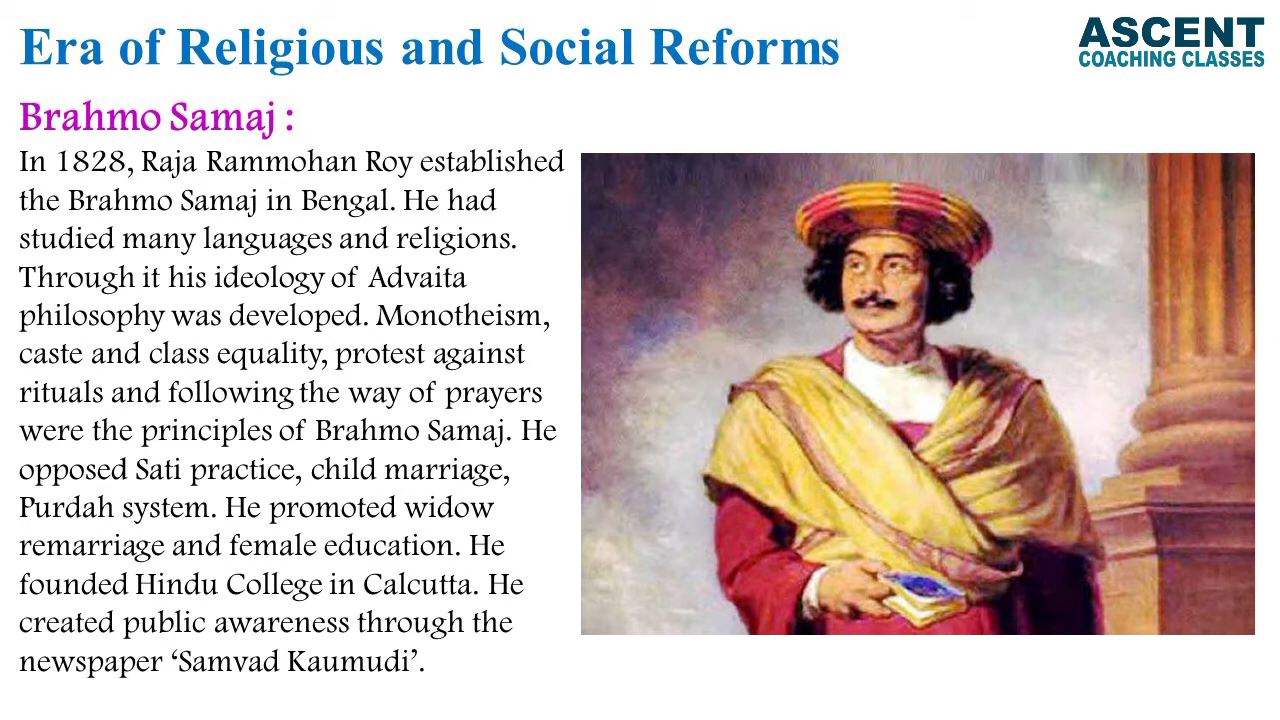 Era of Religious and Social Reforms
ASCENT
COACHING CLASSES
Brahmo Samaj :
In 1828, Raja Rammohan Roy established
the Brahmo Samaj in Bengal. He had
studied many languages and religions.
Through it his ideology of Advaita
philosophy was developed. Monotheism,
caste and class equality, protest against
rituals and following the way of prayers
were the principles of Brahmo Samaj. He
opposed Sati practice, child marriage,
Purdah system. He promoted widow
remarriage and female education. He
founded Hindu College in Calcutta. He
created public awareness through the
newspaper ‘Samvad Kaumudi’.